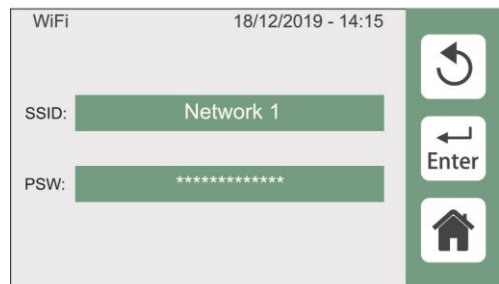 WiFi 18/12/2019 - 14:15
SSID: Network 1
PSW: *************
Enter